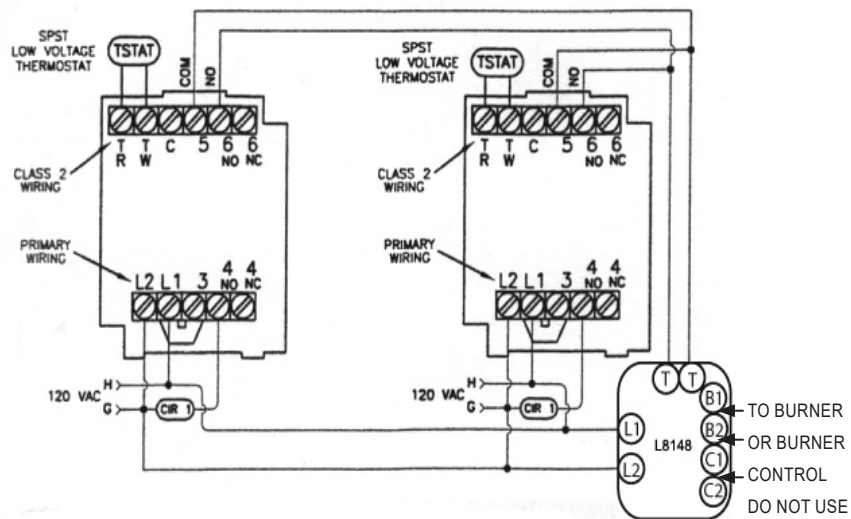 SPST
LOW VOLTAGE
THERMOSTAT
TSTAT
COM
NO
T
R
T
W
C
5
6
NO
6
NC
CLASS 2
WIRING
PRIMARY
WIRING
L2 L1 3 4 4
NO NC
120 VAC
H
G
CIR 1
SPST
LOW VOLTAGE
THERMOSTAT
TSTAT
COM
NO
T
R
T
W
C
5
6
NO
6
NC
CLASS 2
WIRING
PRIMARY
WIRING
L2 L1 3 4 4
NO NC
120 VAC
H
G
CIR 1
T T
L1
L2
L8148
B1
B2
C1
C2
TO BURNER
OR BURNER
CONTROL
DO NOT USE